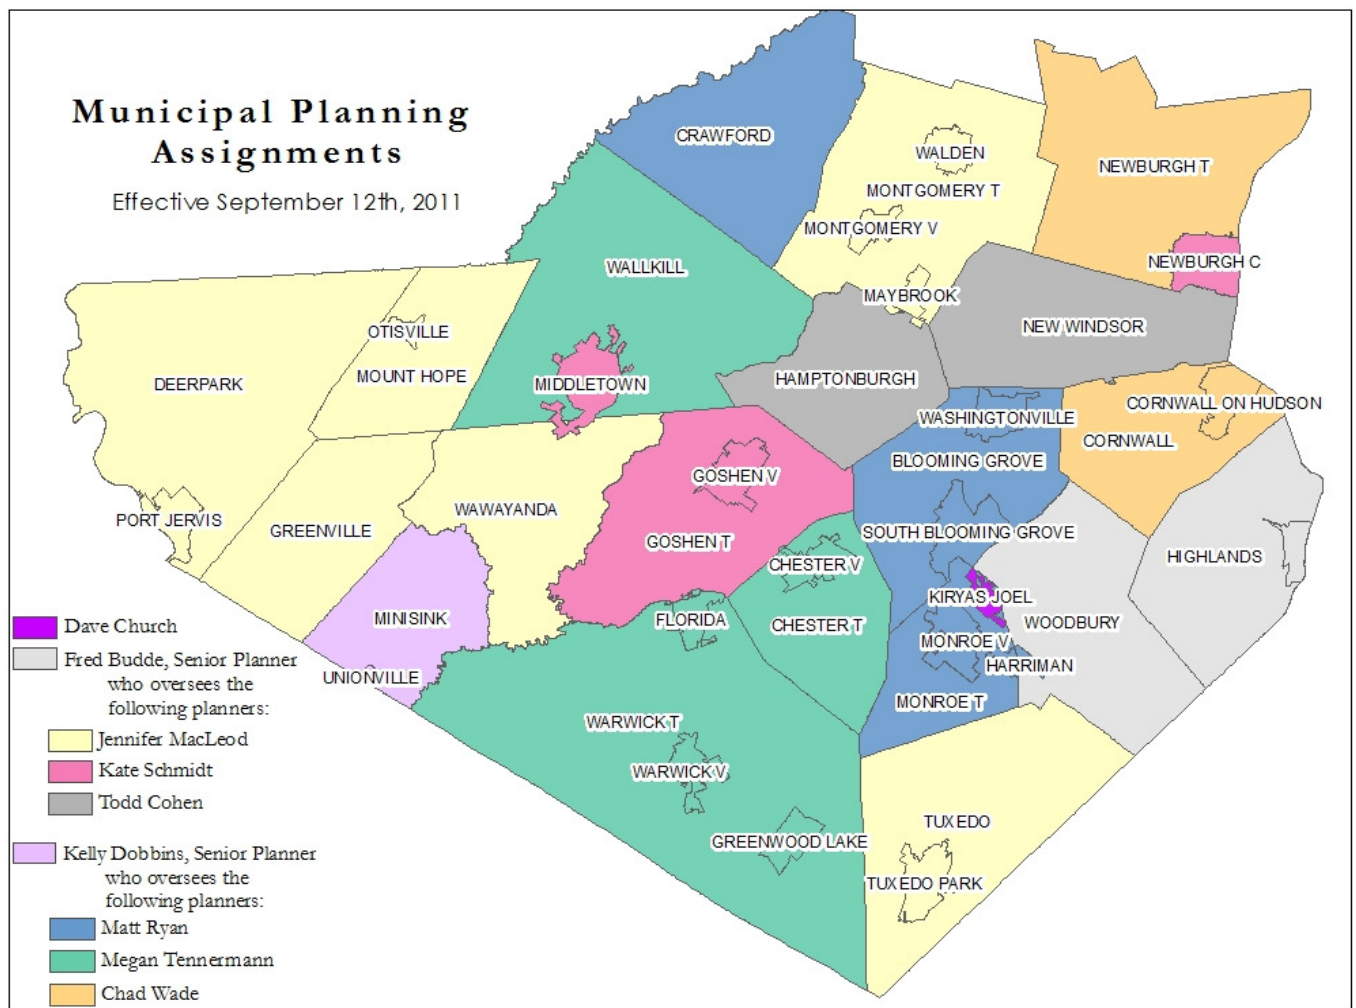 Municipal Planning
Assignments
Effective September 12th, 2011
CRAWFORD
WALDEN
MONTGOMERY T
MONTGOMERY V
NEWBURGH T
NEWBURGH C
WALLKILL
MAYBROOK
NEW WINDSOR
OTISVILLE
MOUNT HOPE
DEERPARK
MIDDLETOWN
HAMPTONBURGH
WASHINGTONVILLE
CORNWALL ON HUDSON
CORNWALL
BLOOMING GROVE
GOSHEN V
PORT JERVIS
GREENVILLE
WAWAYANDA
GOSHEN T
SOUTH BLOOMING GROVE
HIGHLANDS
CHESTER V
KIRYAS JOEL
MINISINK
FLORIDA
CHESTER T
WOODBURY
MONROE V
HARRIMAN
UNIONVILLE
MONROE T
WARWICK T
WARWICK V
GREENWOOD LAKE
TUXEDO
TUXEDO PARK
Dave Church
Fred Budde, Senior Planner
who oversees the
following planners:
Jennifer MacLeod
Kate Schmidt
Todd Cohen
Kelly Dobbins, Senior Planner
who oversees the
following planners:
Matt Ryan
Megan Tennermann
Chad Wade